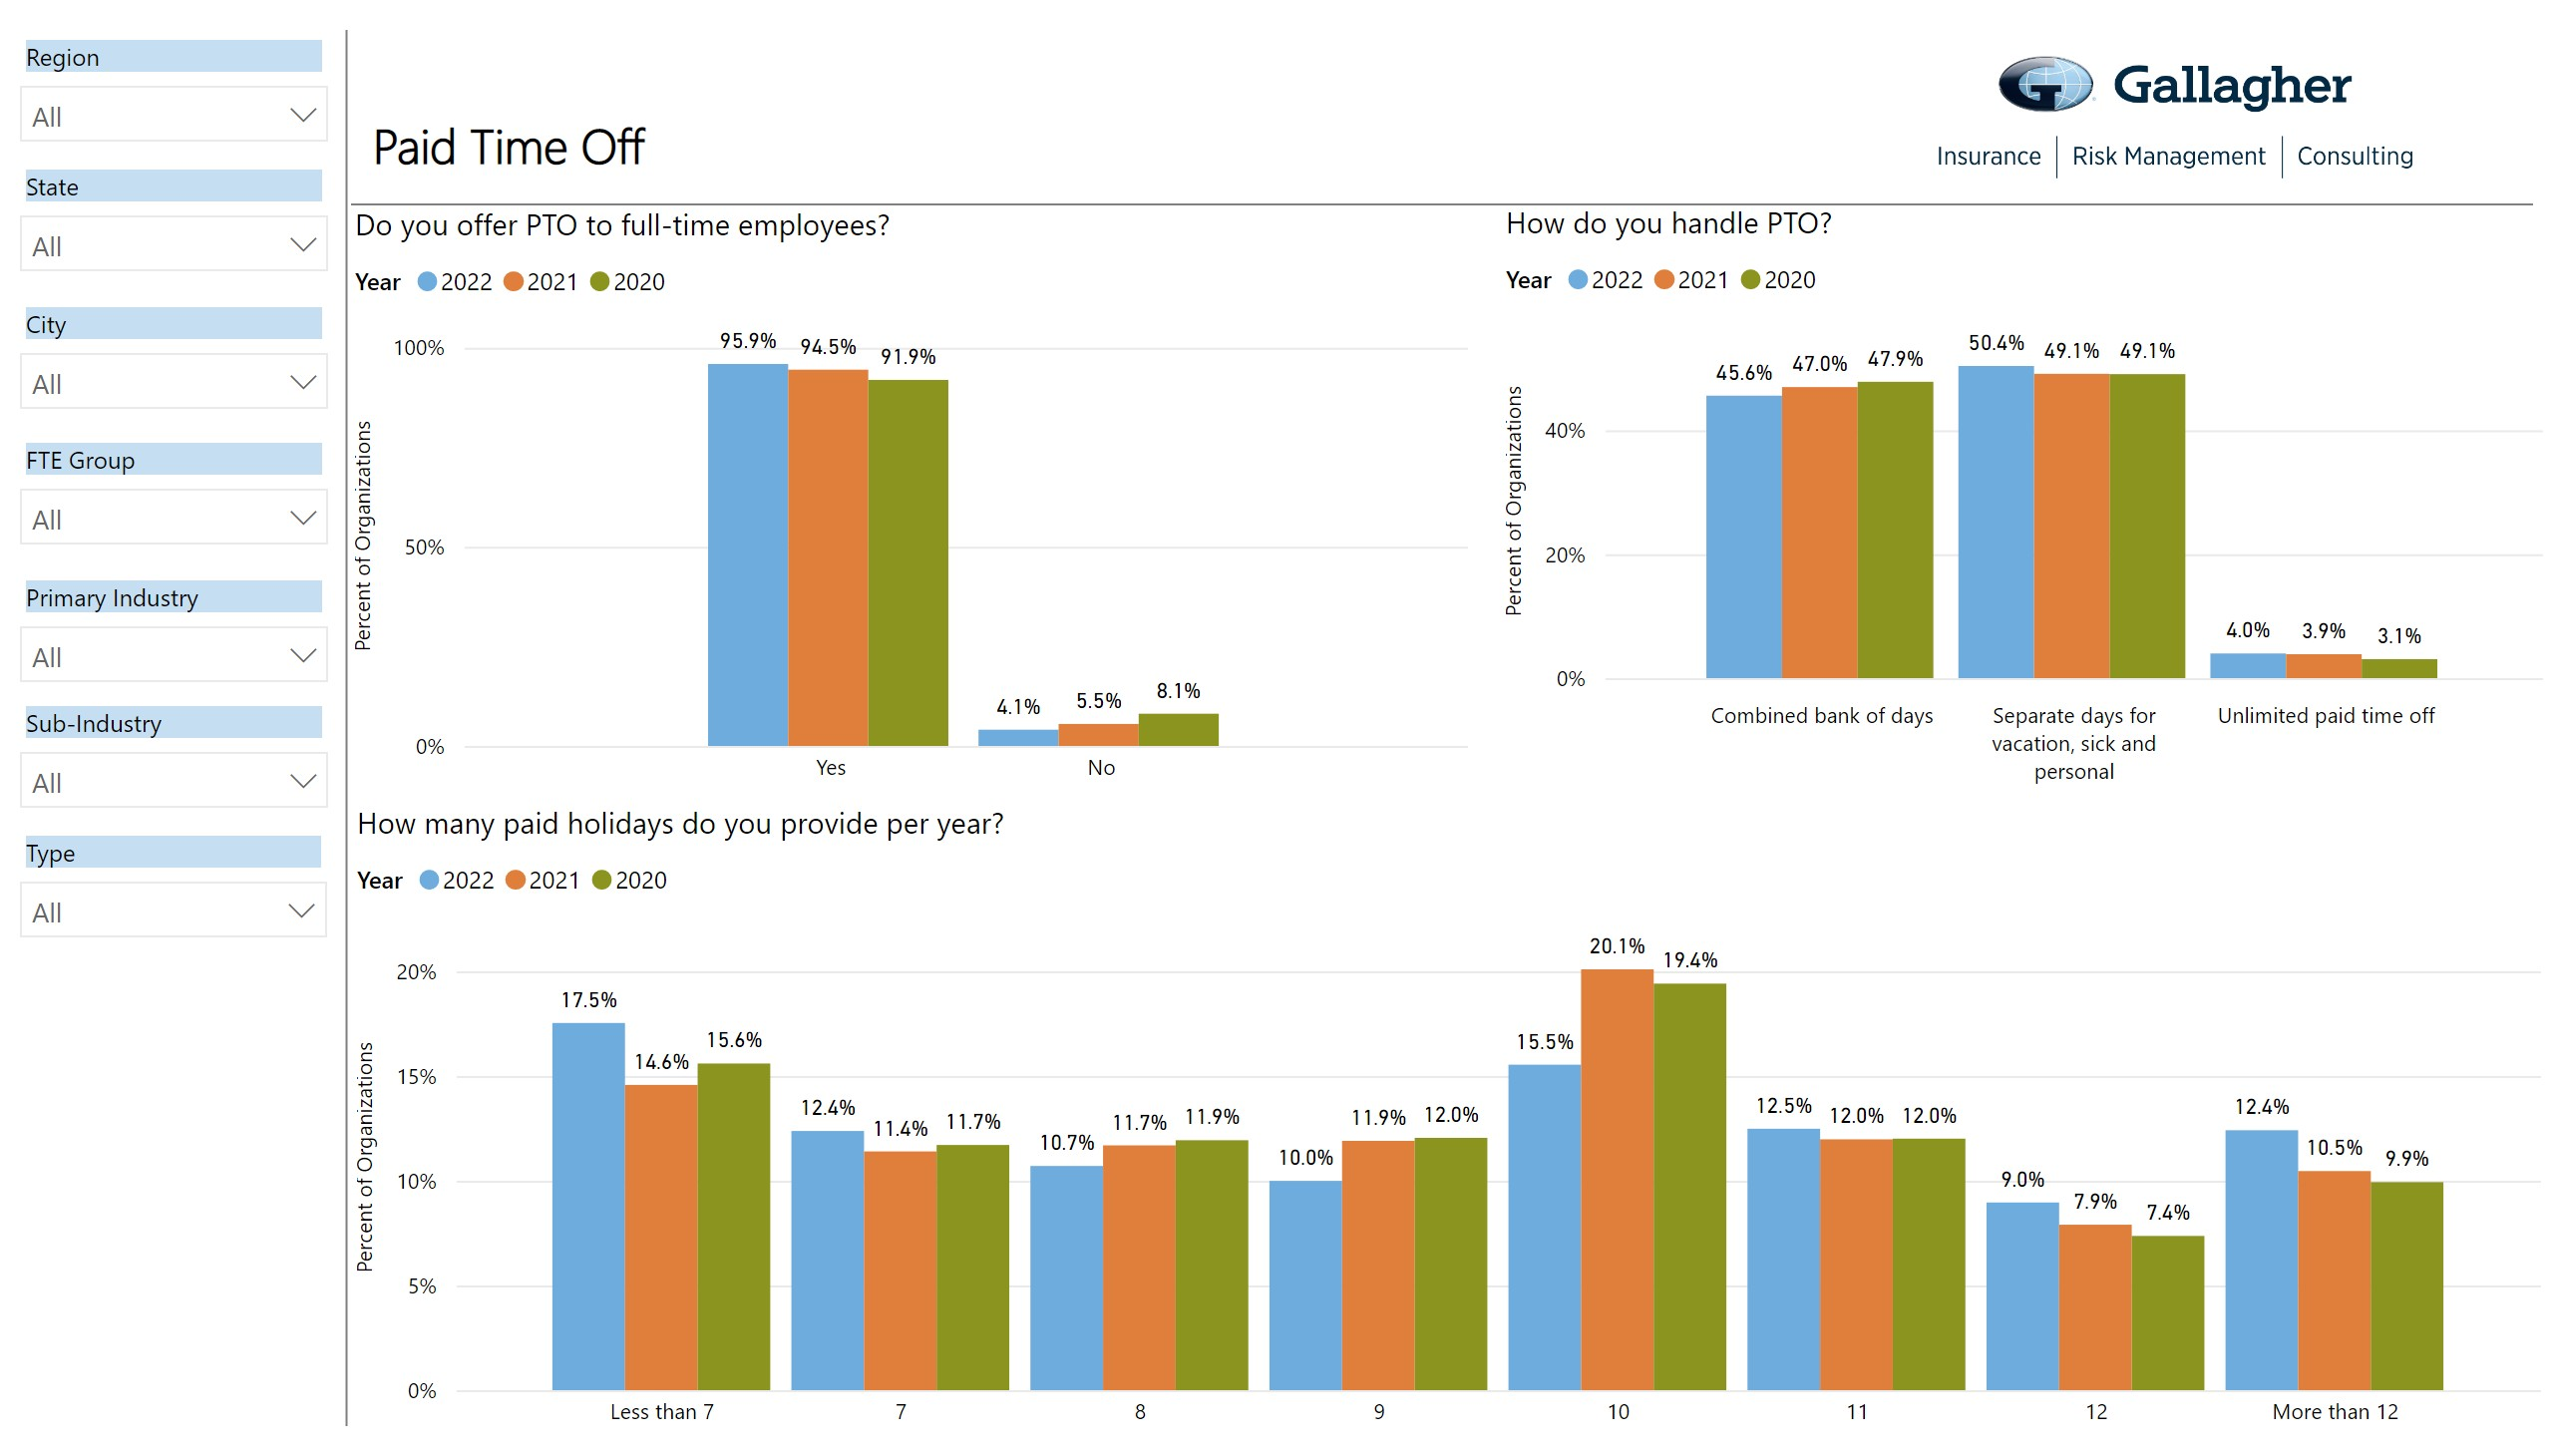 Region
All
State
All
City
All
FTE Group
All
Primary Industry
All
Sub-Industry
All
Type
All
Paid Time Off
Gallagher
Insurance | Risk Management | Consulting
Do you offer PTO to full-time employees?
Year 2022 2021 2020
Percent of Organizations
100%
50%
0%
95.9% 94.5% 91.9%
4.1% 5.5% 8.1%
Yes No
How do you handle PTO?
Year 2022 2021 2020
Percent of Organizations
40%
20%
0%
45.6% 47.0% 47.9%
50.4% 49.1% 49.1%
4.0% 3.9% 3.1%
Combined bank of days
Separate days for
vacation, sick and
personal
Unlimited paid time off
How many paid holidays do you provide per year?
Year 2022 2021 2020
Percent of Organizations
20%
15%
10%
5%
0%
17.5% 14.6% 15.6%
12.4% 11.4% 11.7%
10.7% 11.7% 11.9%
10.0% 11.9% 12.0%
15.5% 20.1% 19.4%
12.5% 12.0% 12.0%
9.0% 7.9% 7.4%
12.4% 10.5% 9.9%
Less than 7 7 8 9 10 11 12 More than 12